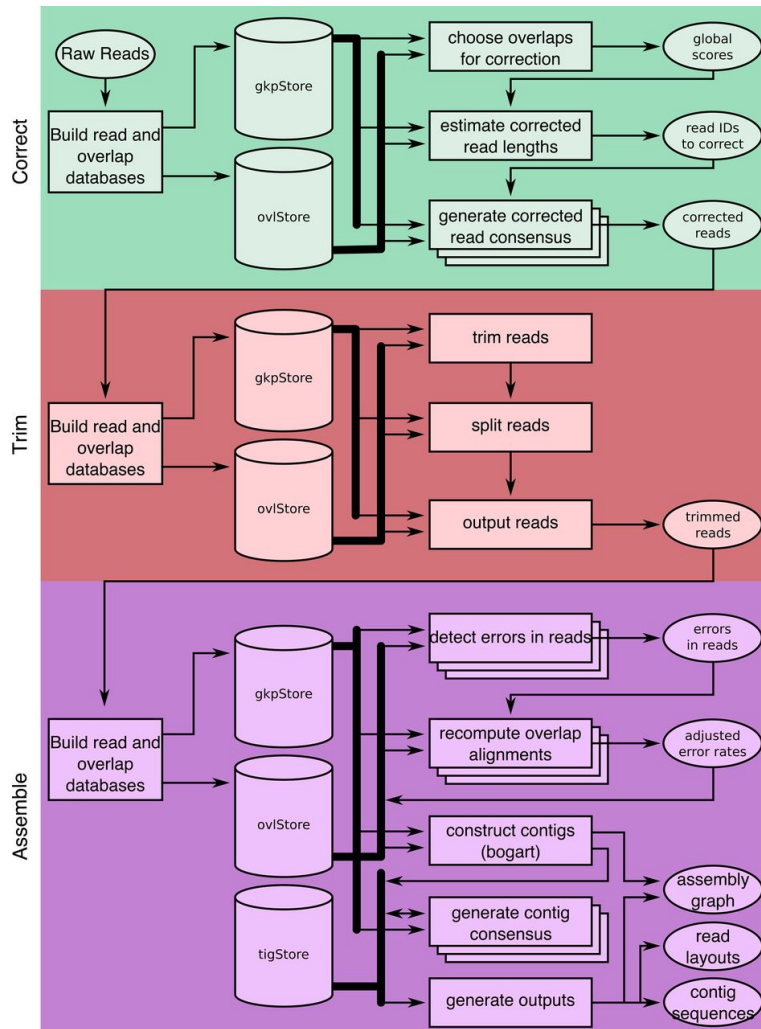 Correct
Raw Reads
Build read and
overlap
databases
gkpStore
ovlStore
choose overlaps
for correction
global
scores
estimate corrected
read lengths
read IDs
to correct
generate corrected
read consensus
corrected
reads
Trim
Build read and
overlap
databases
gkpStore
ovlStore
trim reads
split reads
output reads
trimmed
reads
Assemble
Build read and
overlap
databases
gkpStore
ovlStore
tigStore
detect errors in reads
errors
in reads
recompute overlap
alignments
adjusted
error rates
construct contigs
(bogart)
assembly
graph
generate contig
consensus
read
layouts
generate outputs
contig
sequences